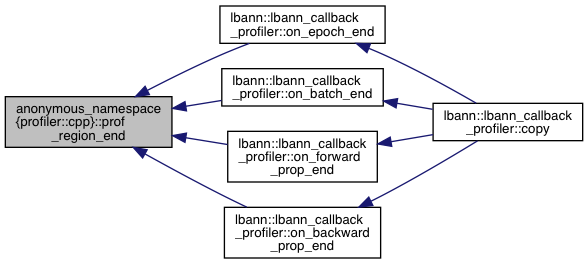 lbann::lbann_callback
_profiler::on_epoch_end
lbann::lbann_callback
_profiler::on_batch_end
anonymous_namespace
{profiler::cpp}::prof
_region_end
lbann::lbann_callback
_profiler::copy
lbann::lbann_callback
_profiler::on_forward
_prop_end
lbann::lbann_callback
_profiler::on_backward
_prop_end